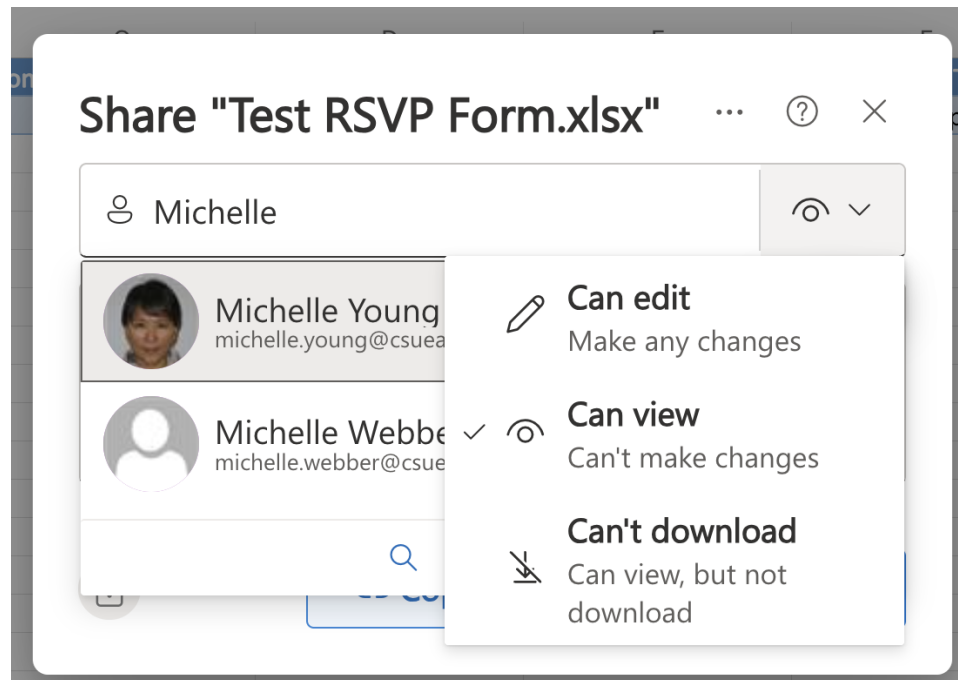 Share "Test RSVP Form.xlsx"
Michelle
Michelle Young
michelle.young@csuea
Michelle Webbe
michelle.webber@csue
Can edit
Make any changes
Can view
Can't make changes
Can't download
Can view, but not
download